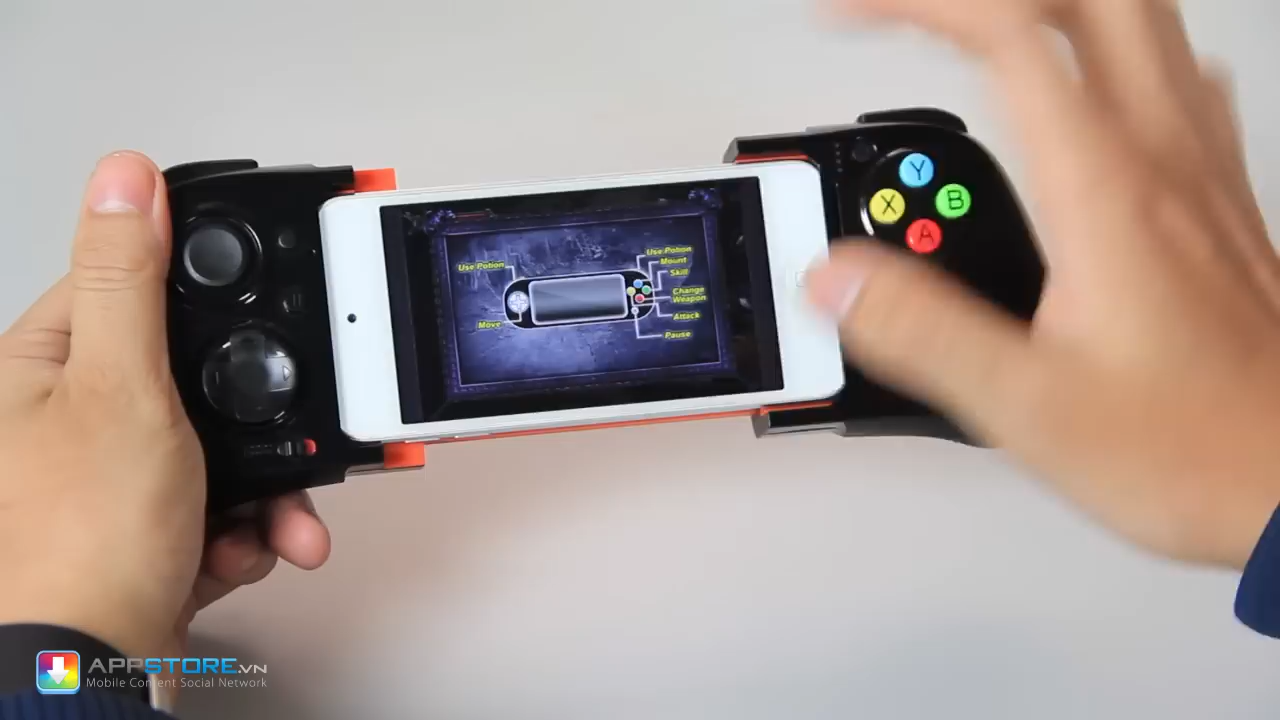 Y
X
B
A
Use Potion
Use Potion
Mount
Skill
Change
Weapon
Move
Attack
Pause
APPSTORE.VN
Mobile Content Social Network